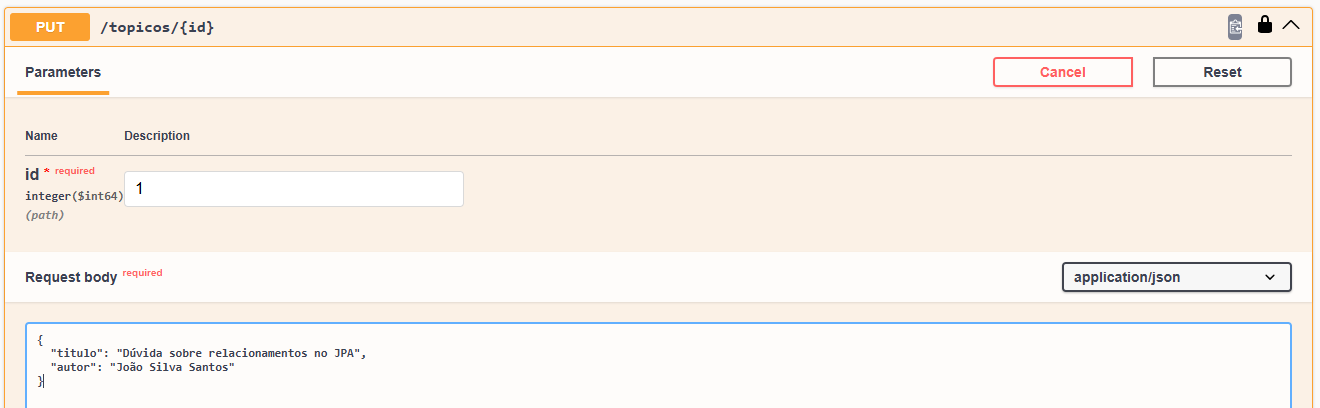 PUT /topicos/{id}
Parameters
Cancel
Reset
Name Description
id * required
integer($int64)
(path)
1
Request body required
application/json
{
  "titulo": "Dúvida sobre relacionamentos no JPA",
  "autor": "João Silva Santos"
}